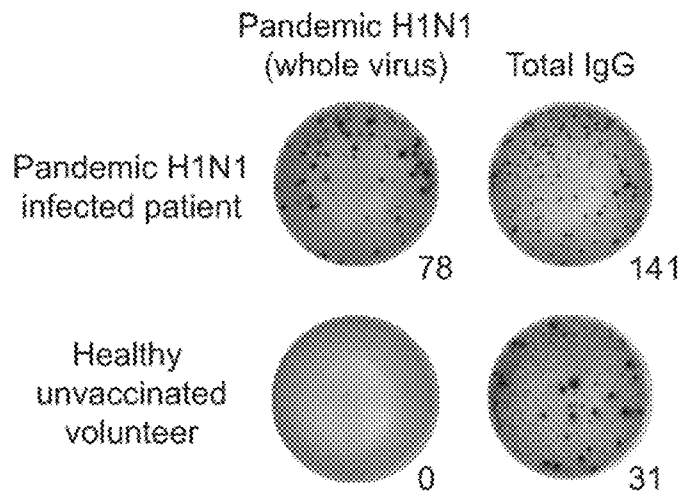 Pandemic H1N1
(whole virus)
Total IgG
Pandemic H1N1
infected patient
78
141
Healthy
unvaccinated
volunteer
0
31